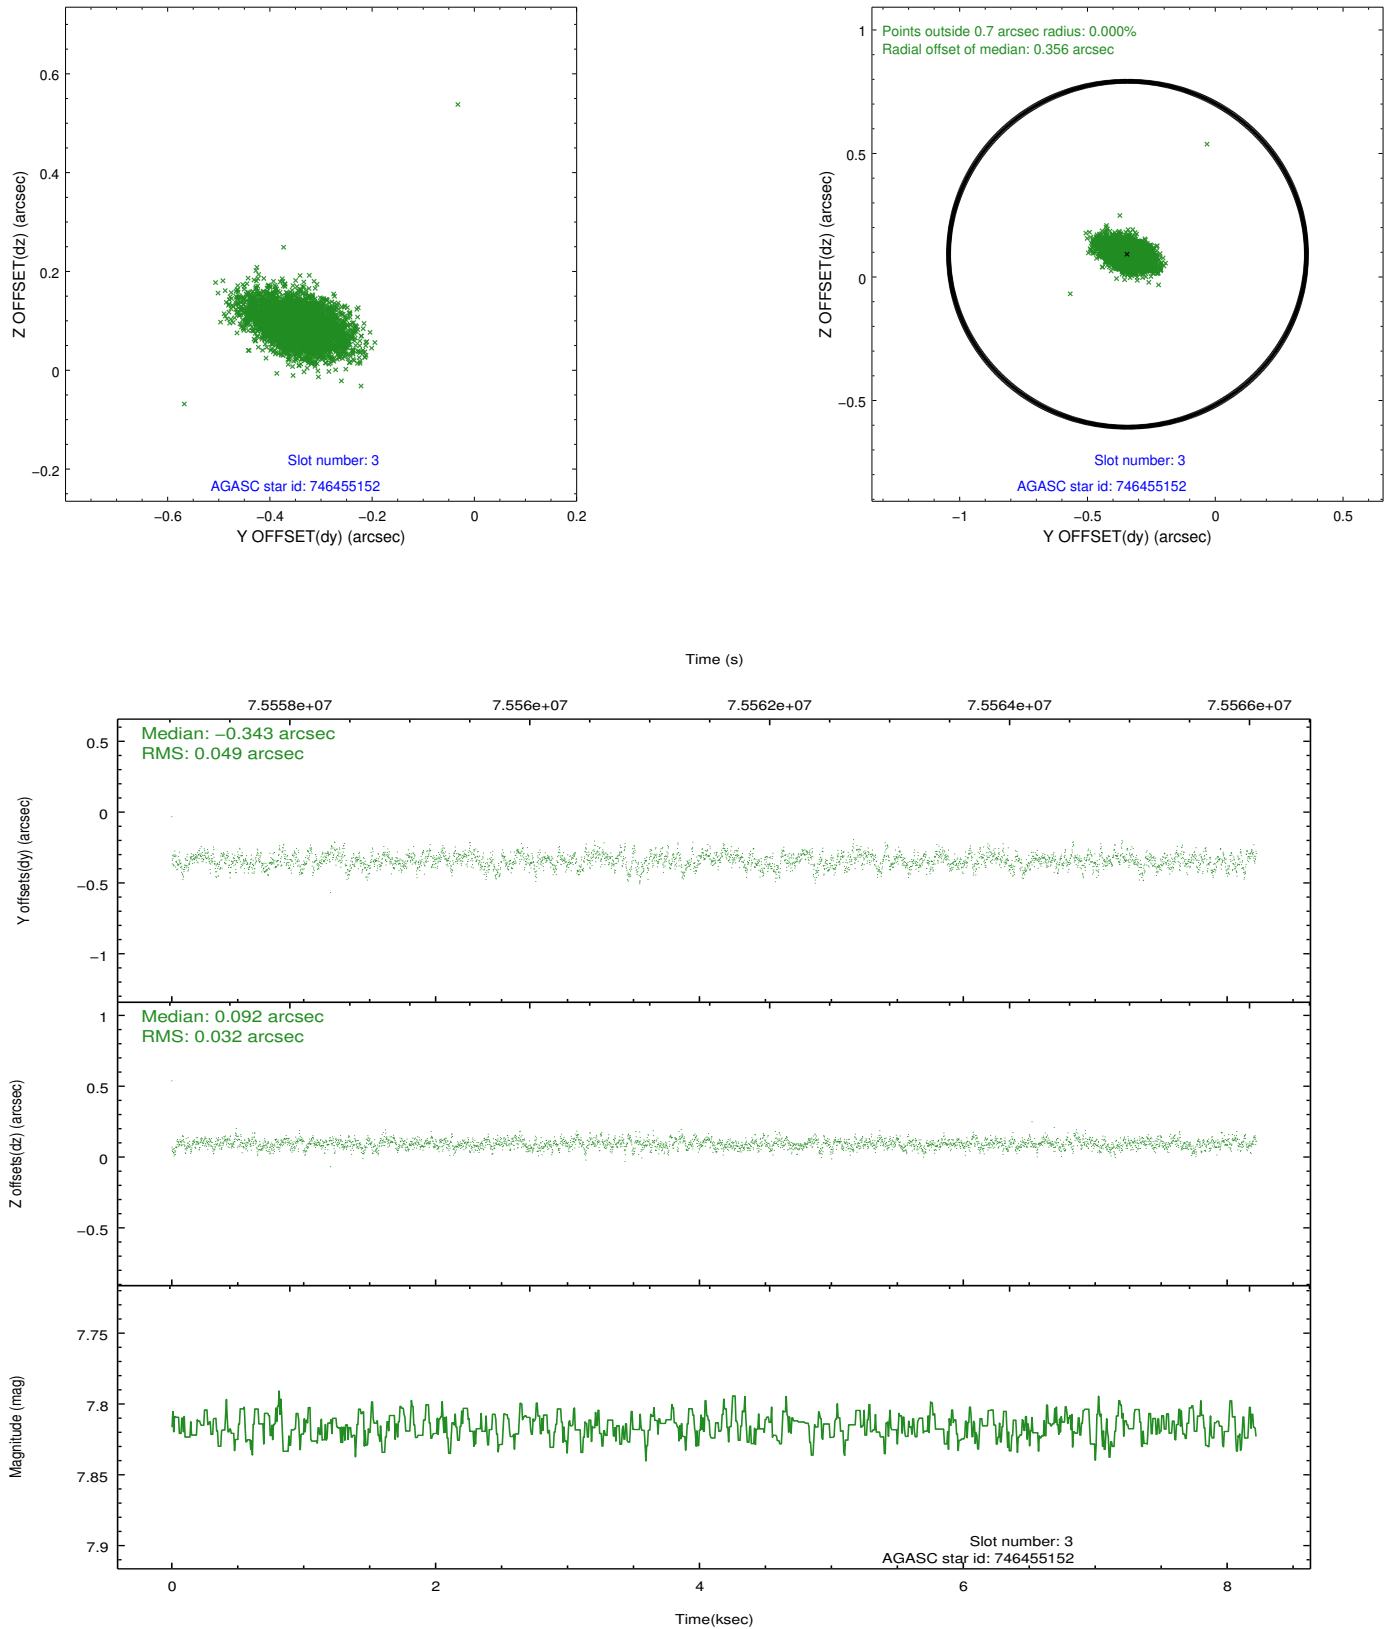 0.6
0.4
0.2
0
−0.2
Z OFFSET(dz) (arcsec)
Slot number: 3
AGASC star id: 746455152
−0.6 −0.4 −0.2 0 0.2
Y OFFSET(dy) (arcsec)
Points outside 0.7 arcsec radius: 0.000%
Radial offset of median: 0.356 arcsec
1
0.5
0
−0.5
Z OFFSET(dz) (arcsec)
Slot number: 3
AGASC star id: 746455152
−1 −0.5 0 0.5
Y OFFSET(dy) (arcsec)
Time (s)
7.5558e+07 7.556e+07 7.5562e+07 7.5564e+07 7.5566e+07
Median: −0.343 arcsec
RMS: 0.049 arcsec
0.5
0
−0.5
−1
Y offsets(dy) (arcsec)
Median: 0.092 arcsec
RMS: 0.032 arcsec
1
0.5
0
−0.5
Z offsets(dz) (arcsec)
7.75
7.8
7.85
7.9
Magnitude (mag)
Slot number: 3
AGASC star id: 746455152
0 2 4 6 8
Time(ksec)